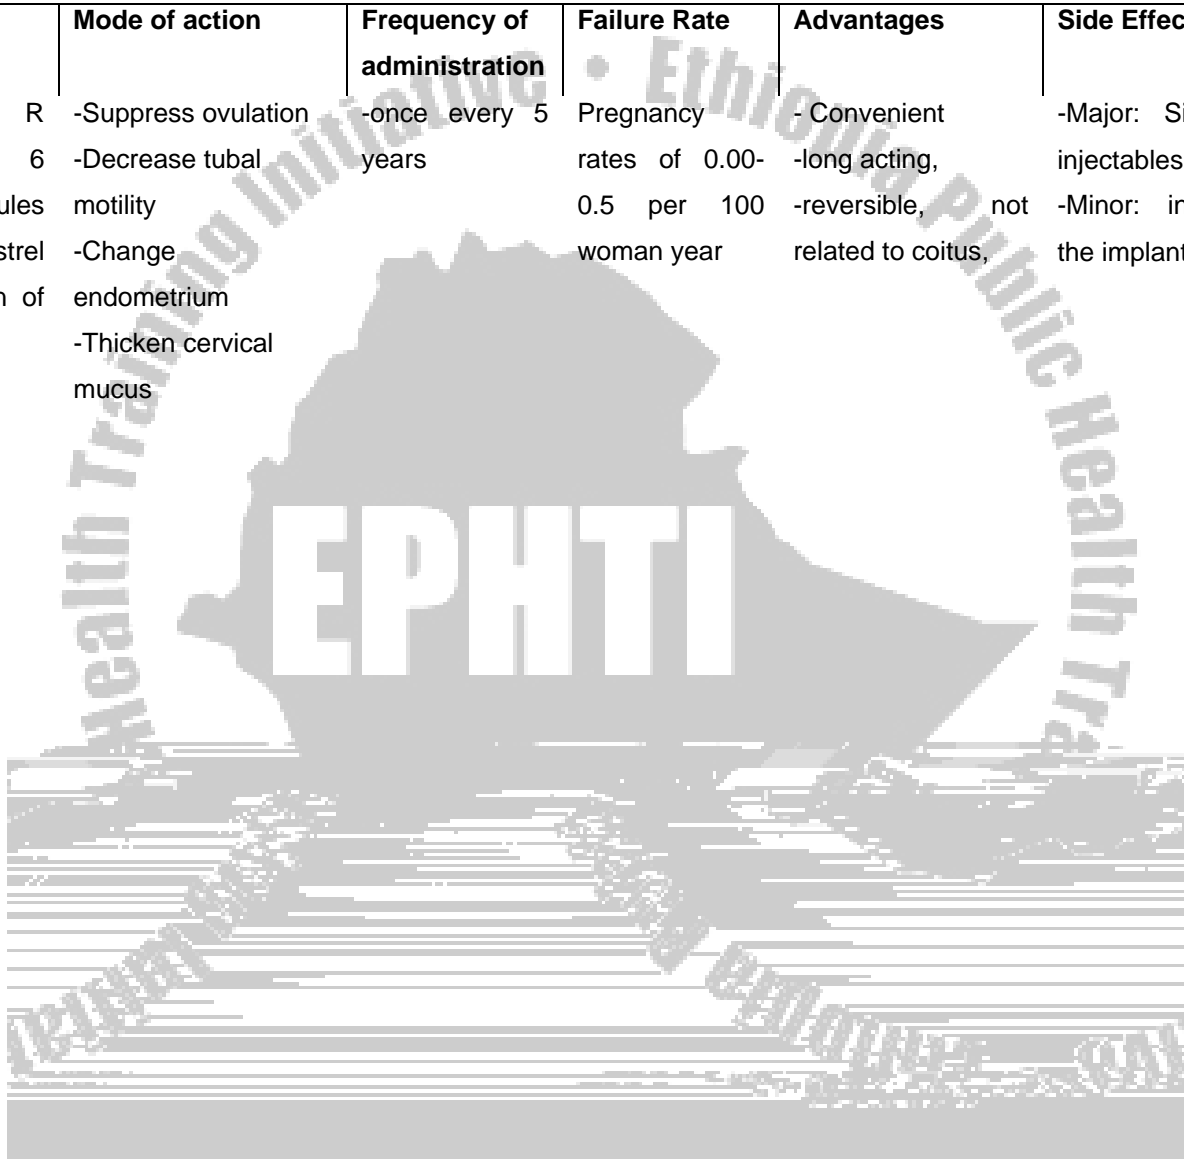 Mode of action Frequency of Failure Rate Advantages Side Effec
administration
R -Suppress ovulation -once every 5 Pregnancy - Convenient -Major: Si
6 -Decrease tubal years rates of 0.00- -long acting, injectables
ules motility 0.5 per 100 -reversible, not -Minor: in
strel -Change woman year related to coitus, the implant
n of endometrium
-Thicken cervical
mucus
Health Training Initiative • Ethiopia Public Health Tra
EPHTI